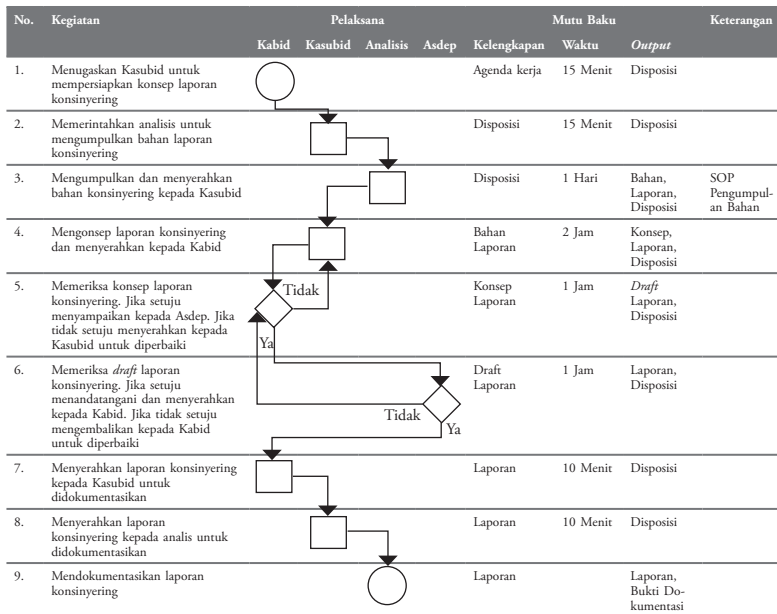 No. Kegiatan Pelaksana Mutu Baku Keterangan
Kabid Kasubid Analisis Asdep Kelengkapan Waktu Output
1. Menugaskan Kasubid untuk Agenda kerja 15 Menit Disposisi
mempersiapkan konsep laporan
konsinyering
2. Memerintahkan analisis untuk Disposisi 15 Menit Disposisi
mengumpulkan bahan laporan
konsinyering
3. Mengumpulkan dan menyerahkan Disposisi 1 Hari Bahan, SOP
bahan konsinyering kepada Kasubid Laporan, Pengumpul-
Disposisi an Bahan
4. Mengonsep laporan konsinyering Bahan 2 Jam Konsep,
dan menyerahkan kepada Kabid Laporan Laporan,
Disposisi
5. Memeriksa konsep laporan Konsep 1 Jam Draft
konsinyering. Jika setuju Tidak Laporan Laporan,
menyampaikan kepada Asdep. Jika Disposisi
tidak setuju menyerahkan kepada
Kasubid untuk diperbaiki Ya
6. Memeriksa draft laporan Draft 1 Jam Laporan,
konsinyering. Jika setuju Laporan Disposisi
menandatangani dan menyerahkan
kepada Kabid. Jika tidak setuju Tidak
mengembalikan kepada Kabid Ya
untuk diperbaiki
7. Menyerahkan laporan konsinyering Laporan 10 Menit Disposisi
kepada Kasubid untuk
didokumentasikan
8. Menyerahkan laporan Laporan 10 Menit Disposisi
konsinyering kepada analis untuk
didokumentasikan
9. Mendokumentasikan laporan Laporan Laporan,
konsinyering Bukti Do-
kumentasi